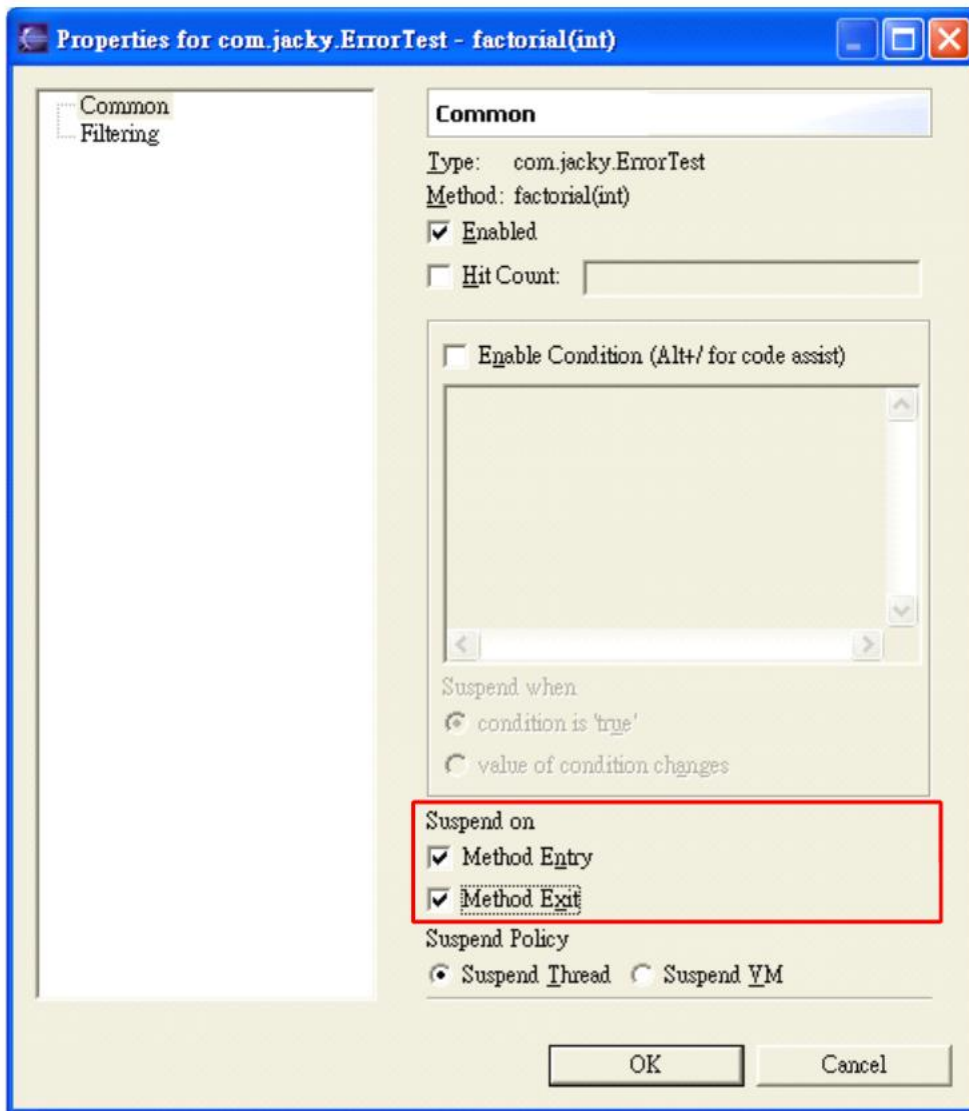 Properties for com.jacky.ErrorTest - factorial(int)
Common
Filtering
Common
Type: com.jacky.ErrorTest
Method: factorial(int)
Enabled
Hit Count:
Enable Condition (Alt+/ for code assist)
Suspend when
condition is 'true'
value of condition changes
Suspend on
Method Entry
Method Exit
Suspend Policy
Suspend Thread Suspend VM
OK Cancel